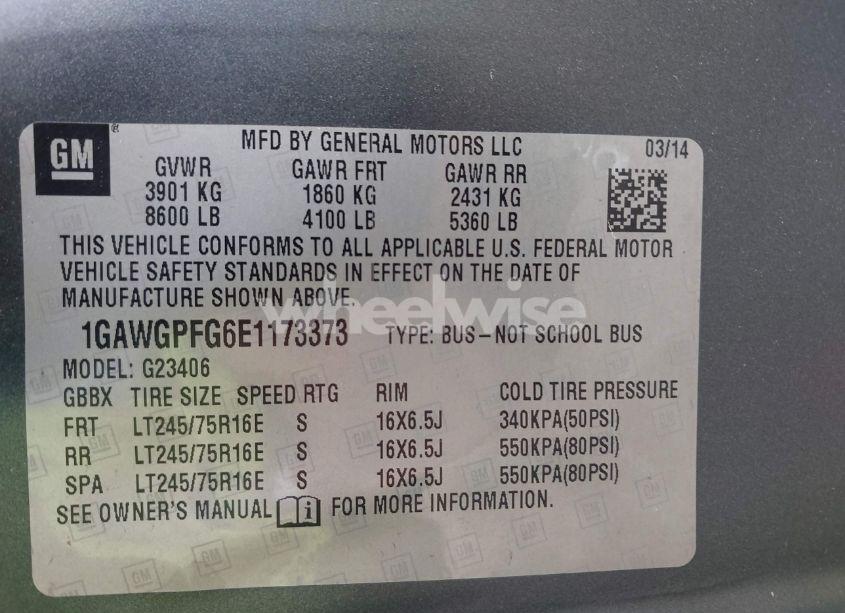 GM
MFD BY GENERAL MOTORS LLC 03/14
GVWR GAWR FRT GAWR RR
3901 KG 1860 KG 2431 KG
8600 LB 4100 LB 5360 LB
THIS VEHICLE CONFORMS TO ALL APPLICABLE U.S. FEDERAL MOTOR
VEHICLE SAFETY STANDARDS IN EFFECT ON THE DATE OF
MANUFACTURE SHOWN ABOVE.
wheelwise
1GAWGPFG6E1173373 TYPE: BUS-NOT SCHOOL BUS
MODEL: G23406
GBBX TIRE SIZE SPEED RTG RIM COLD TIRE PRESSURE
FRT LT245/75R16E S 16X6.5J 340KPA(50PSI)
RR LT245/75R16E S 16X6.5J 550KPA(80PSI)
SPA LT245/75R16E S 16X6.5J 550KPA(80PSI)
SEE OWNER'S MANUAL i FOR MORE INFORMATION.